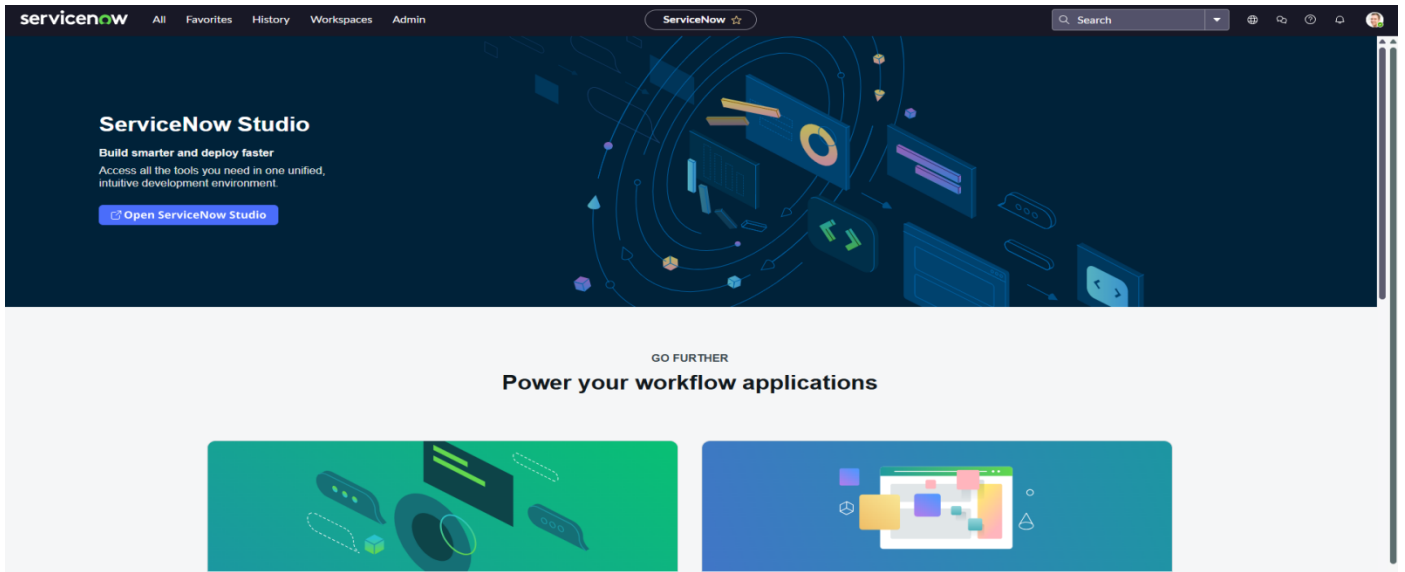 servicenow All Favorites History Workspaces Admin ServiceNow Search
ServiceNow Studio
Build smarter and deploy faster
Access all the tools you need in one unified,
intuitive development environment.
Open ServiceNow Studio
GO FURTHER
Power your workflow applications